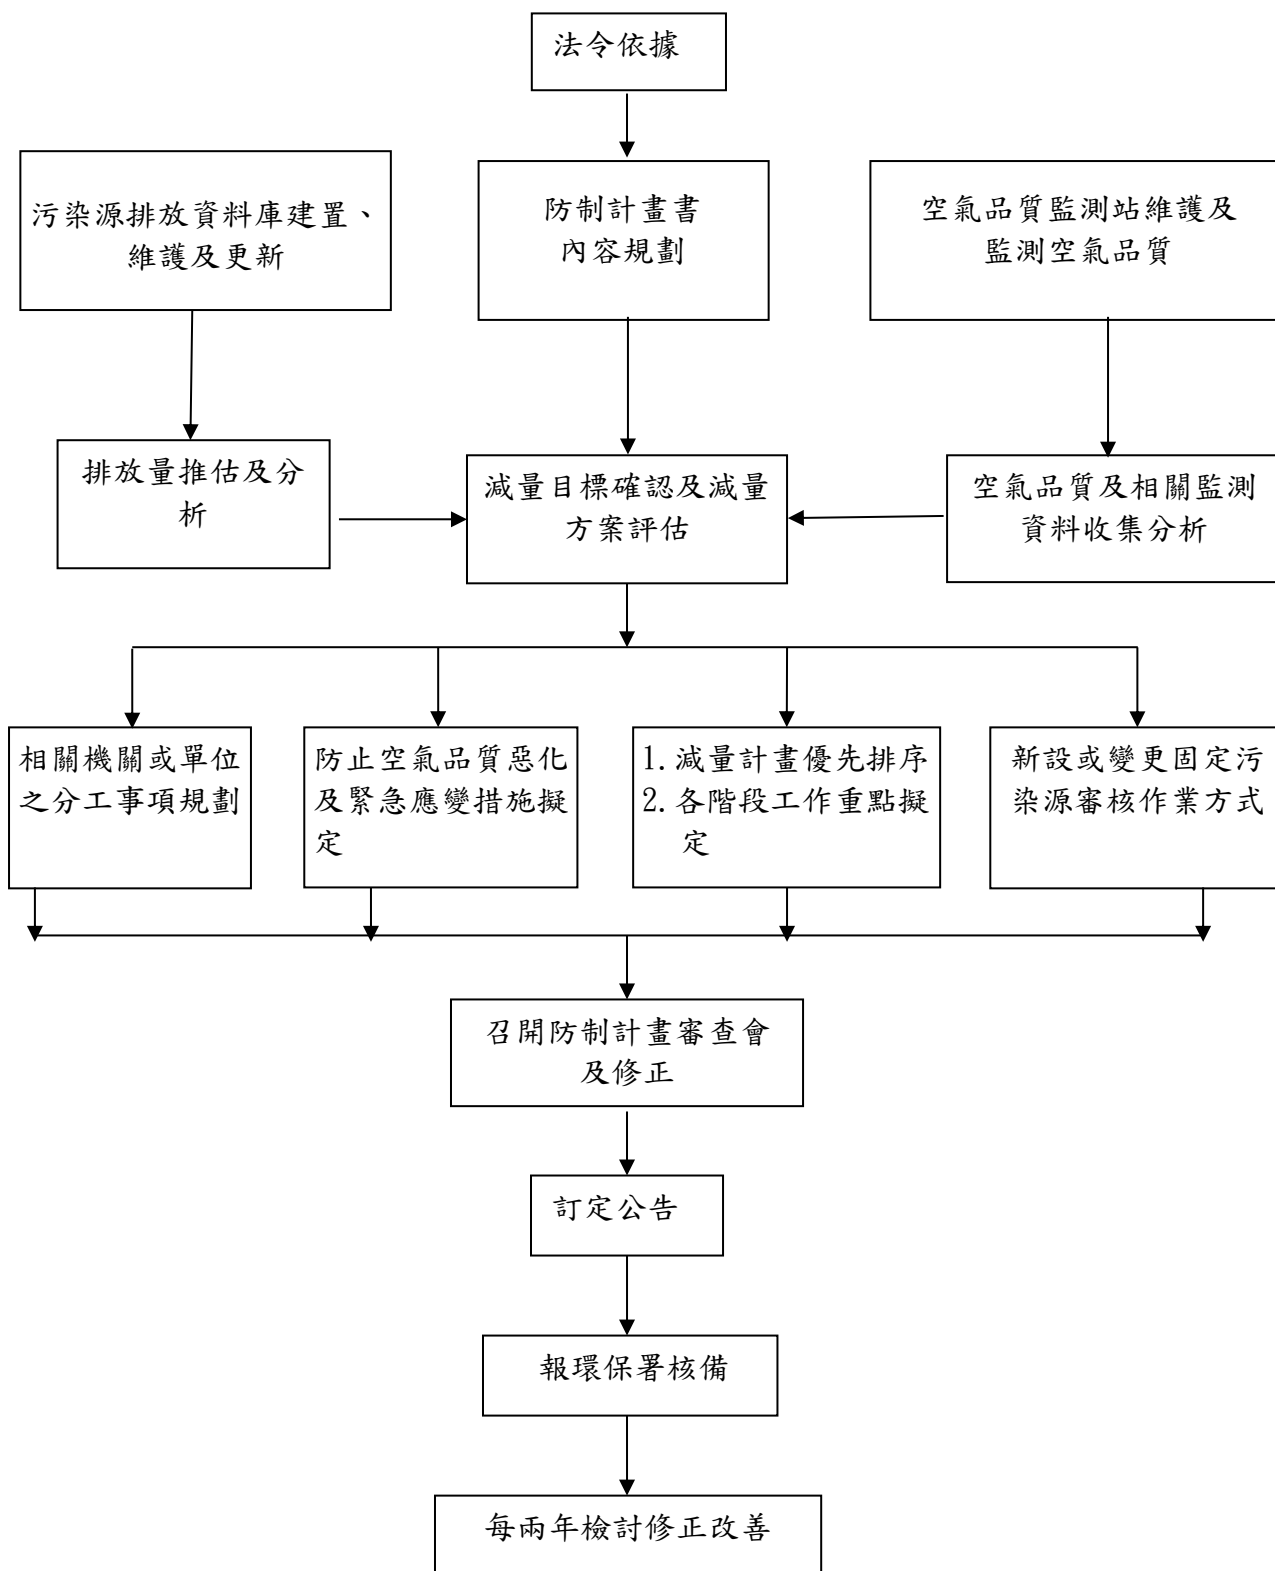 法令依據
污染源排放資料庫建置、
維護及更新
防制計畫書
內容規劃
空氣品質監測站維護及
監測空氣品質
排放量推估及分
析
減量目標確認及減量
方案評估
空氣品質及相關監測
資料收集分析
相關機關或單位
之分工事項規劃
防止空氣品質惡化
及緊急應變措施擬
定
1. 減量計畫優先排序
2. 各階段工作重點擬
定
新設或變更固定污
染源審核作業方式
召開防制計畫審查會
及修正
訂定公告
報環保署核備
每兩年檢討修正改善